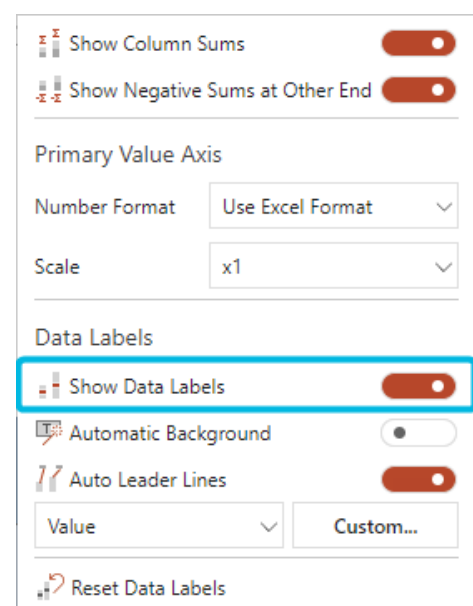 Show Column Sums
Show Negative Sums at Other End
Primary Value Axis
Number Format Use Excel Format
Scale x1
Data Labels
Show Data Labels
Automatic Background
Auto Leader Lines
Value Custom...
Reset Data Labels